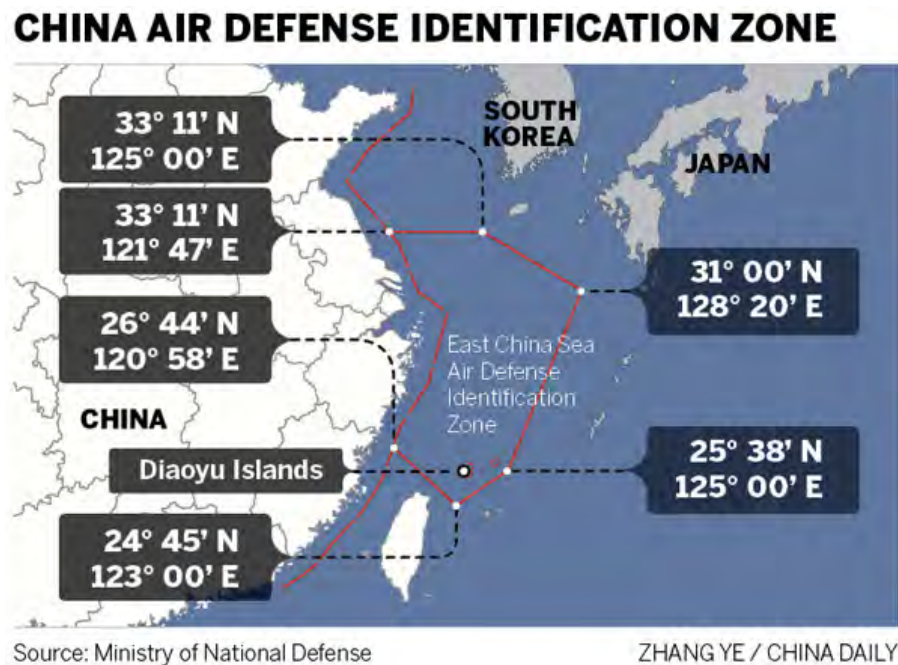 CHINA AIR DEFENSE IDENTIFICATION ZONE
33° 11' N
125° 00' E
SOUTH
KOREA
JAPAN
33° 11' N
121° 47' E
31° 00' N
128° 20' E
26° 44' N
120° 58' E
East China Sea
Air Defense
Identification
Zone
CHINA
Diaoyu Islands
25° 38' N
125° 00' E
24° 45' N
123° 00' E
Source: Ministry of National Defense
ZHANG YE / CHINA DAILY